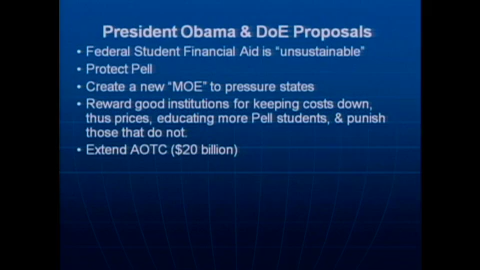 President Obama & DoE Proposals
• Federal Student Financial Aid is “unsustainable”
• Protect Pell
• Create a new “MOE” to pressure states
• Reward good institutions for keeping costs down,
thus prices, educating more Pell students, & punish
those that do not.
• Extend AOTC ($20 billion)